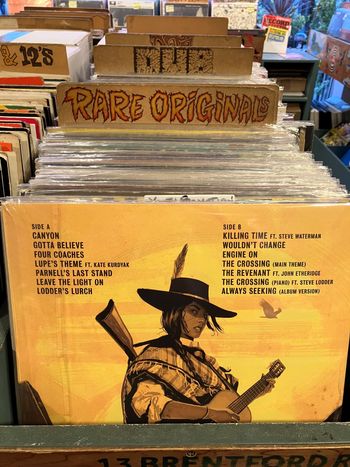 & 12'S
DUB
RARE ORIGINALS
SIDE A
CANYON
GOTTA BELIEVE
FOUR COACHES
LUPE'S THEME FT. KATE KURDYAK
PARNELL'S LAST STAND
LEAVE THE LIGHT ON
LODDER'S LURCH
SIDE B
KILLING TIME FT. STEVE WATERMAN
WOULDN'T CHANGE
ENGINE ON
THE CROSSING (MAIN THEME)
THE REVENANT FT. JOHN ETHERIDGE
THE CROSSING (PIANO) FT. STEVE LODDER
ALWAYS SEEKING (ALBUM VERSION)
13 BRENTFORD